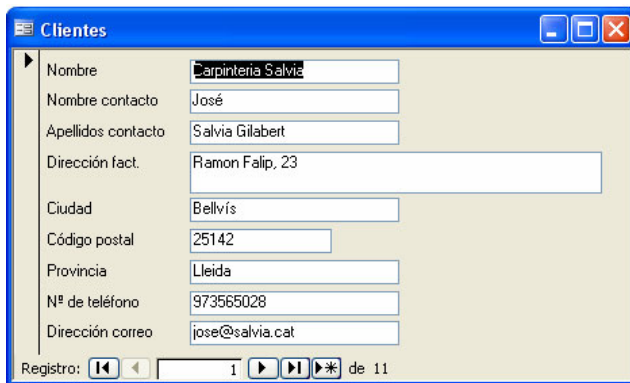 Clientes
Nombre Carpinteria Salvia
Nombre contacto José
Apellidos contacto Salvia Gilabert
Dirección fact. Ramon Falip, 23
Ciudad Bellvís
Código postal 25142
Provincia Lleida
Nº de teléfono 973565028
Dirección correo jose@salvia.cat
Registro: 1 de 11